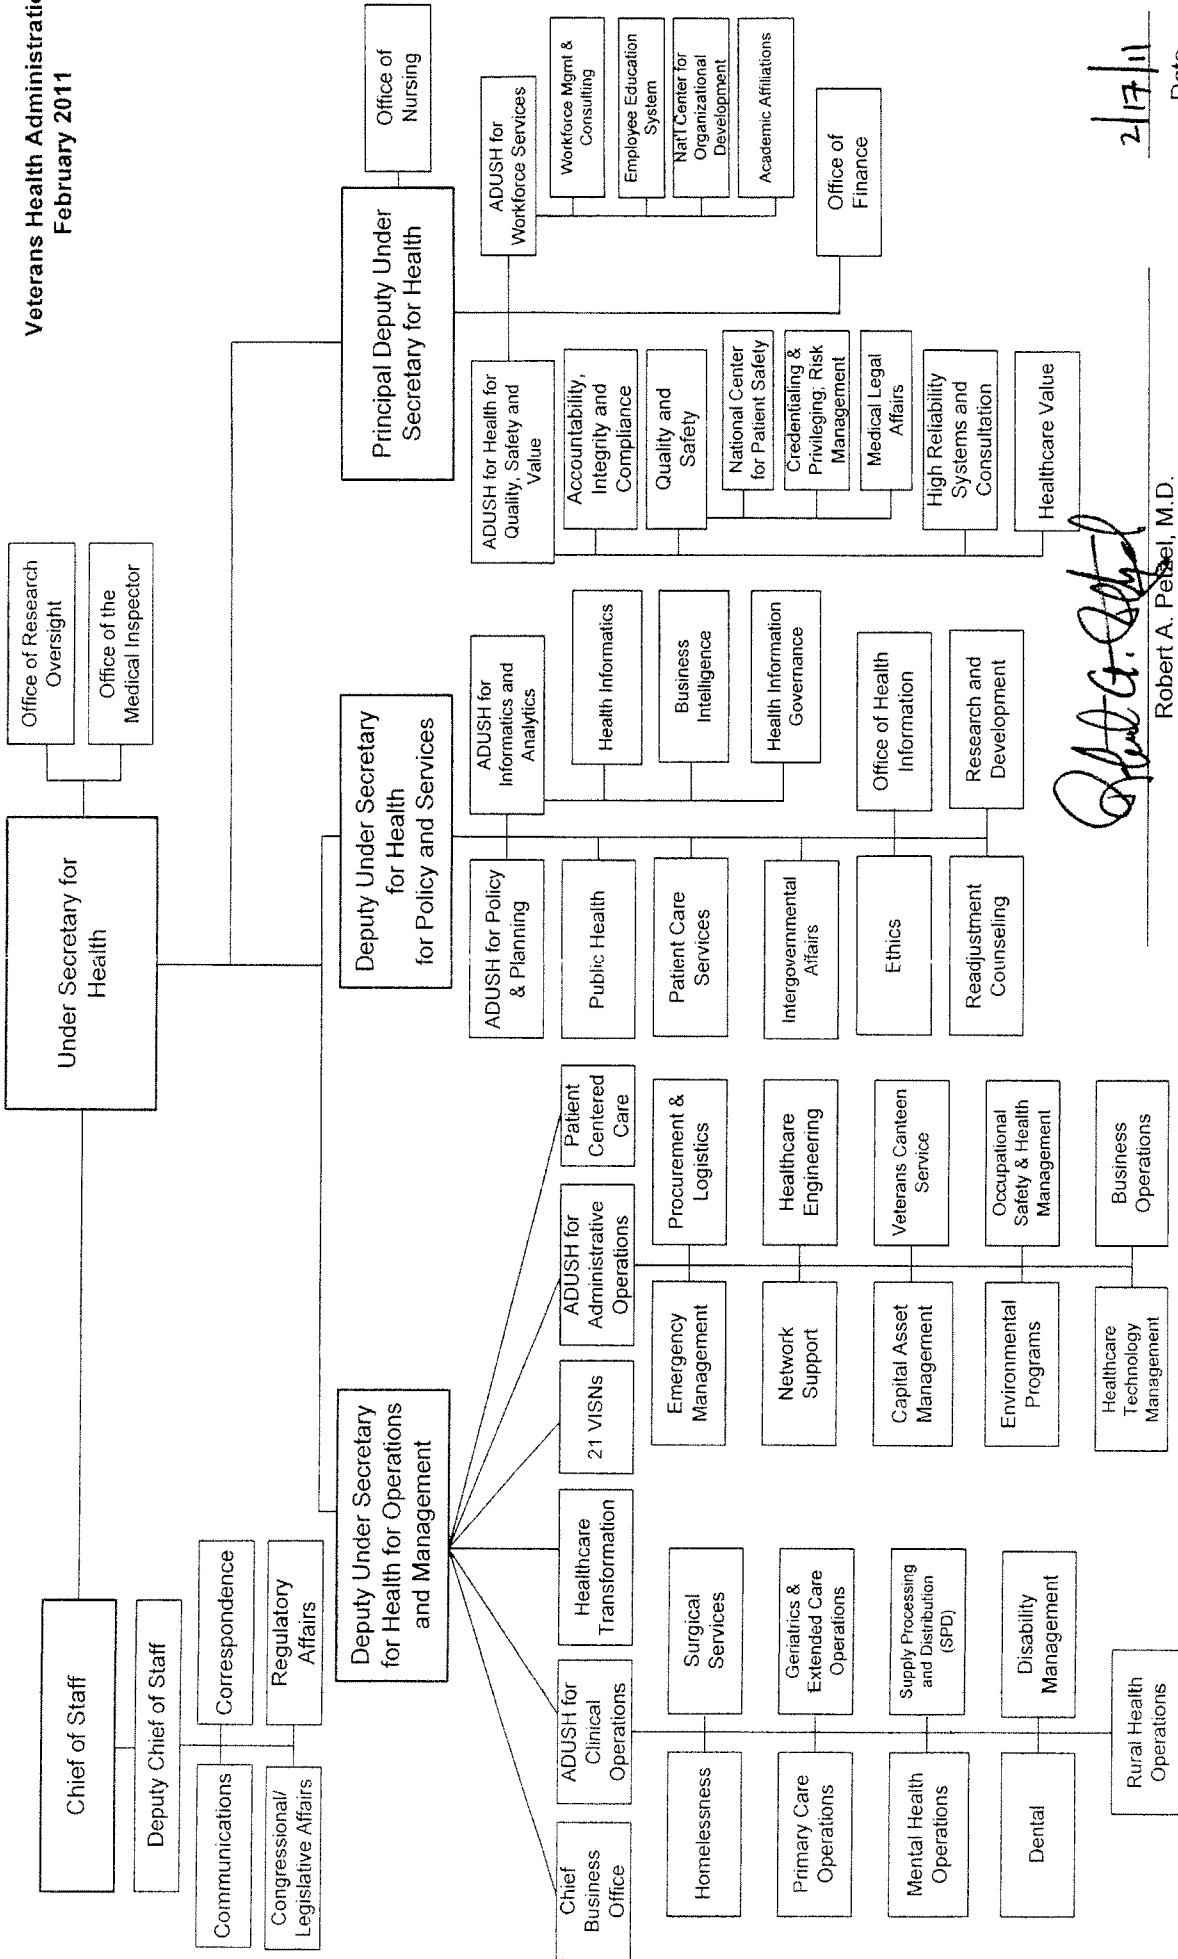 Veterans Health Administratio
February 2011
Under Secretary for
Health
Office of Research
Oversight
Office of the
Medical Inspector
Chief of Staff
Deputy Chief of Staff
Communications
Correspondence
Congressional/
Legislative Affairs
Regulatory
Affairs
Deputy Under Secretary
for Health for Operations
and Management
Chief
Business
Office
ADUSH for
Clinical
Operations
Healthcare
Transformation
21 VISNs
ADUSH for
Administrative
Operations
Patient
Centered
Care
Homelessness
Surgical
Services
Primary Care
Operations
Geriatrics &
Extended Care
Operations
Mental Health
Operations
Supply Processing
and Distribution
(SPD)
Dental
Disability
Management
Rural Health
Operations
Emergency
Management
Procurement &
Logistics
Network
Support
Healthcare
Engineering
Capital Asset
Management
Veterans Canteen
Service
Environmental
Programs
Occupational
Safety & Health
Management
Healthcare
Technology
Management
Business
Operations
Deputy Under Secretary
for Health
for Policy and Services
ADUSH for Policy
& Planning
ADUSH for
Informatics and
Analytics
Health Informatics
Business
Intelligence
Health Information
Governance
Public Health
Patient Care
Services
Intergovernmental
Affairs
Ethics
Office of Health
Information
Readjustment
Counseling
Research and
Development
Principal Deputy Under
Secretary for Health
Office of
Nursing
ADUSH for Health for
Quality, Safety and
Value
Accountability,
Integrity and
Compliance
Quality and
Safety
National Center
for Patient Safety
Credentialing &
Privileging; Risk
Management
Medical Legal
Affairs
High Reliability
Systems and
Consultation
Healthcare Value
ADUSH for
Workforce Services
Workforce Mgmt &
Consulting
Employee Education
System
Nat'l Center for
Organizational
Development
Academic Affiliations
Office of
Finance
Robert A. Petzel, M.D.
2/17/11
Date